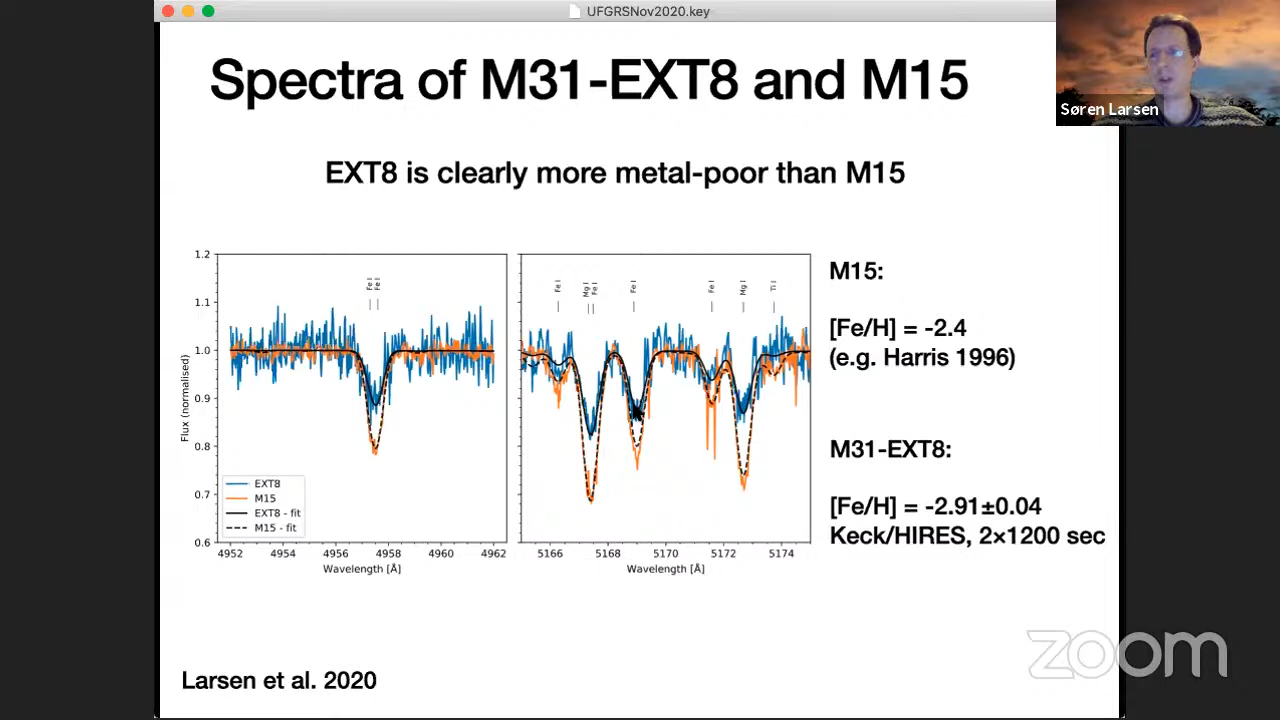 UFGRSNov2020.key
Spectra of M31-EXT8 and M15
Søren Larsen
EXT8 is clearly more metal-poor than M15
1.2
1.1
1.0
0.9
0.8
0.7
0.6
Flux (normalised)
Fe I
Fe I
EXT8
M15
EXT8 - fit
M15 - fit
4952
4954
4956
4958
4960
4962
Wavelength [Å]
Fe I
Mg I
Fe I
Fe I
Fe I
Mg I
Ti I
5166
5168
5170
5172
5174
Wavelength [Å]
M15:
[Fe/H] = -2.4
(e.g. Harris 1996)
M31-EXT8:
[Fe/H] = -2.91±0.04
Keck/HIRES, 2×1200 sec
zoom
Larsen et al. 2020